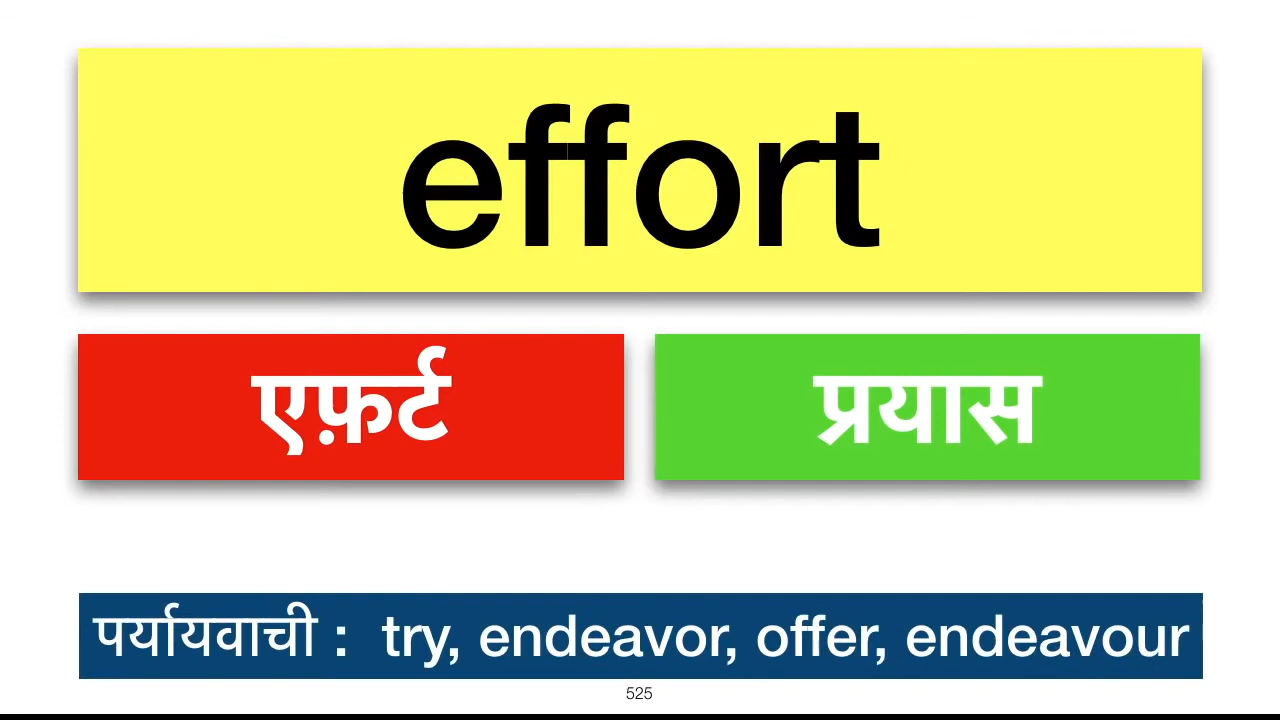 effort
एफ़र्ट
प्रयास
पर्यायवाची : try, endeavor, offer, endeavour
525